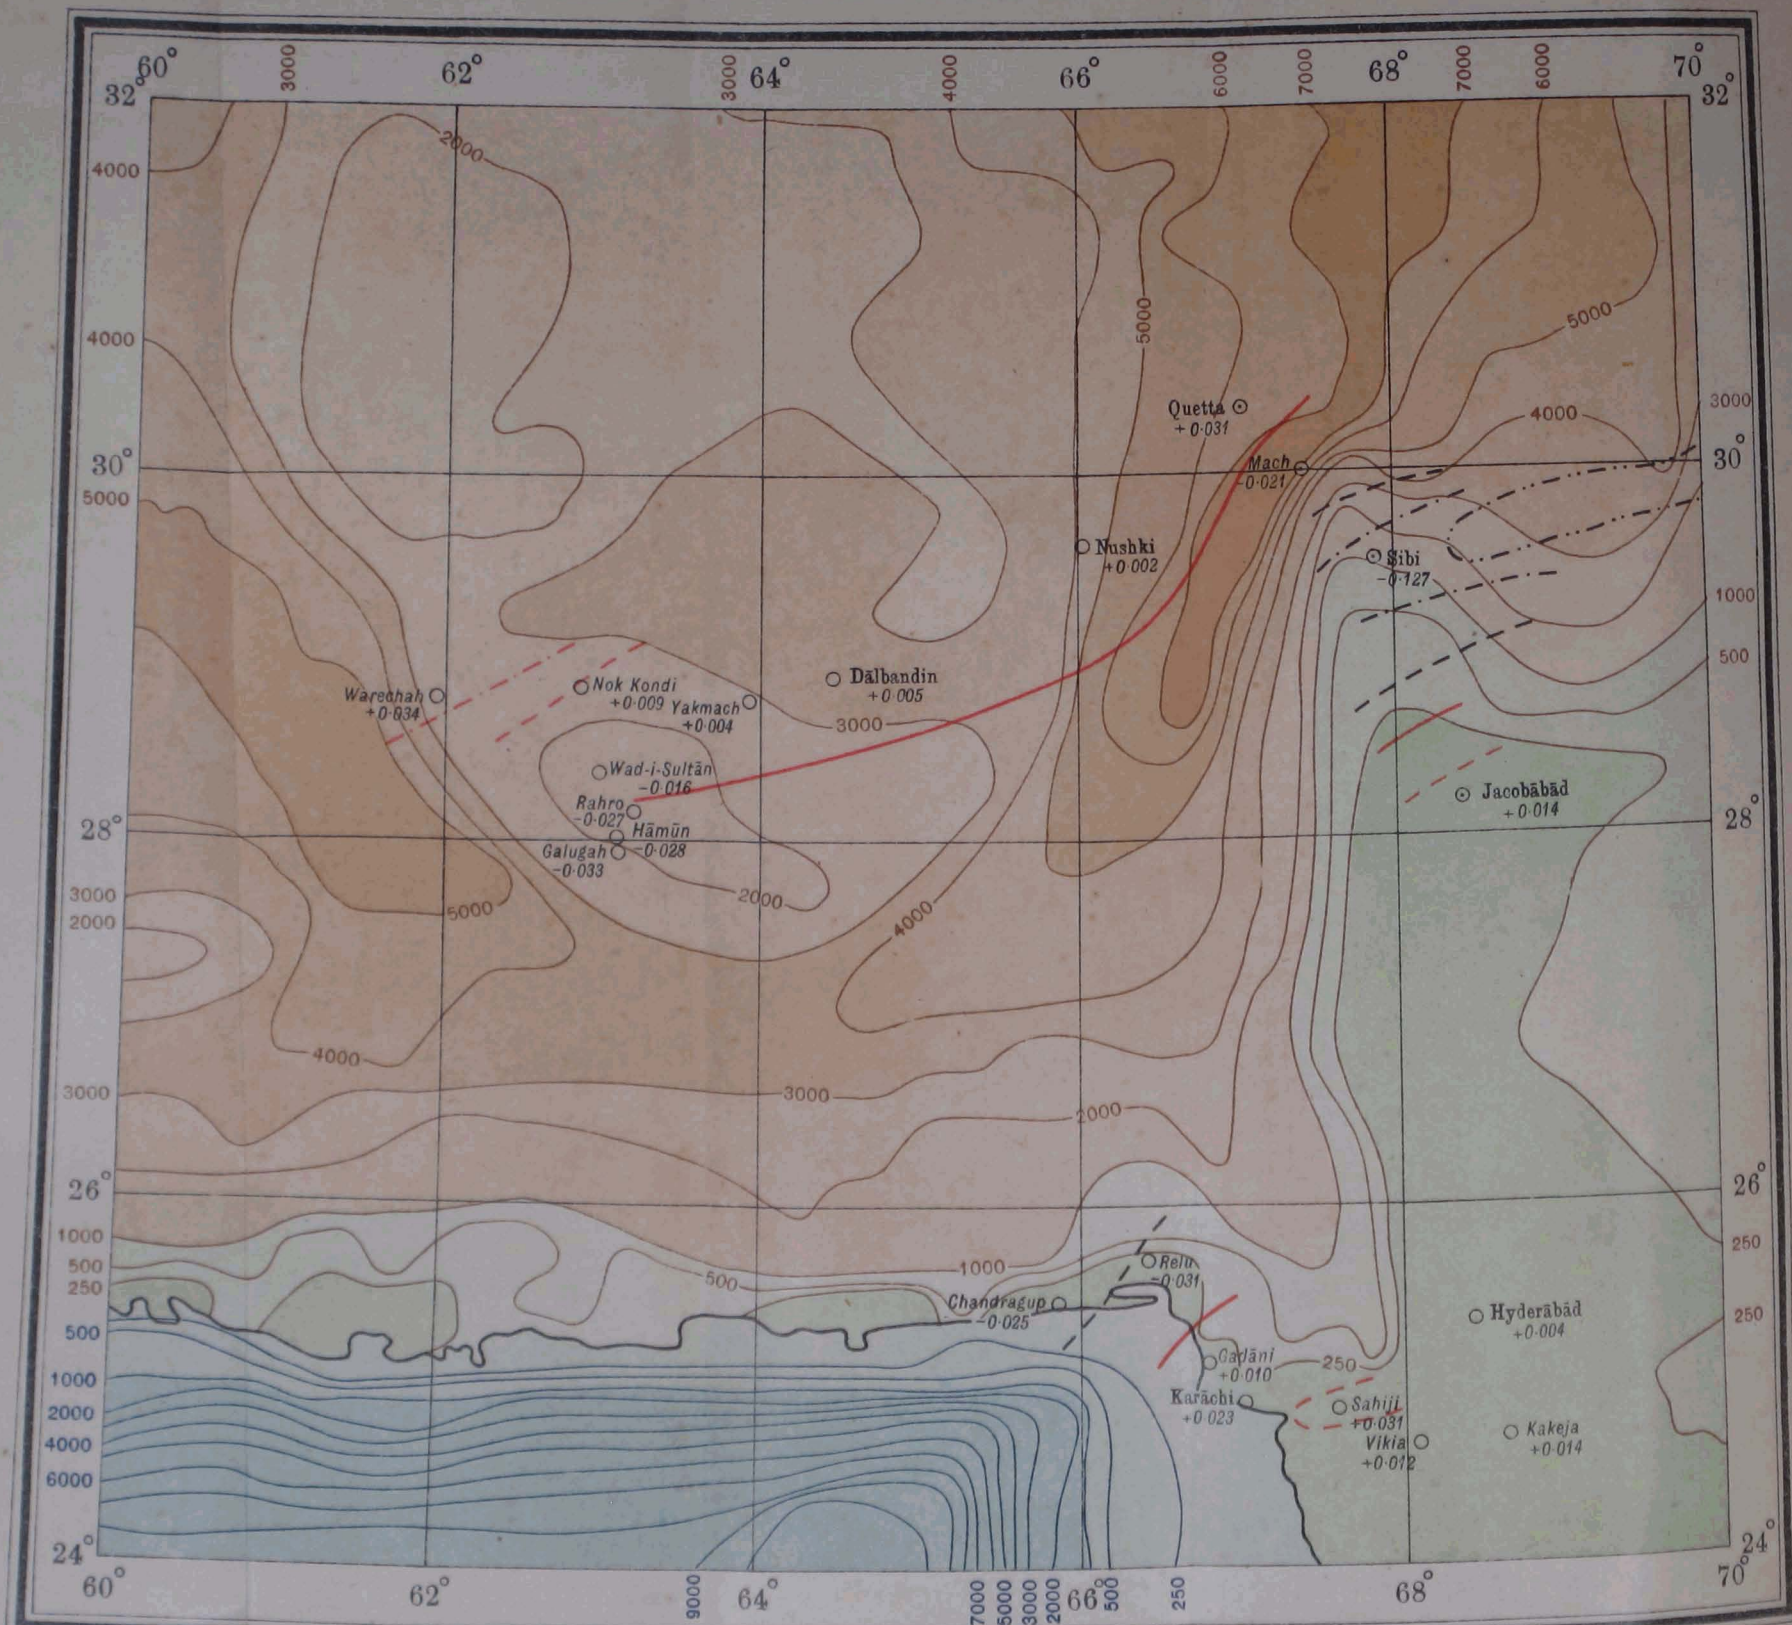 60° 3000 62° 3000 64° 4000 66° 6000 7000 68° 7000 6000 70°
32° 32°
2000
4000
5000
5000
4000
Quetta
+0·031
4000
3000
30° Mach 30°
-0·021
5000
Nushki
+0·002
Sibi
-0·127
1000
500
Warechah
+0·034
Nok Kondi
+0·009
Yakmach
+0·004
Dālbandin
+0·005
3000
Wad-i-Sultān
-0·016
Rahro
-0·027
Jacobābād
+0·014
28° Hāmūn 28°
-0·028
Galugah
-0·033
3000
2000
2000
5000
4000
4000
3000
3000
2000
26° 26°
1000
250
500
500
1000
Relu
-0·031
250
Chandragup
-0·025
Hyderābād
+0·004
250
500
Gadāni
+0·010
250
1000
Karāchi
+0·023
Sahiji
+0·031
2000
Vikia
+0·012
Kakeja
+0·014
4000
6000
24° 24°
60° 62° 9000 64° 7000 5000 3000 2000 66° 500 250 68° 70°